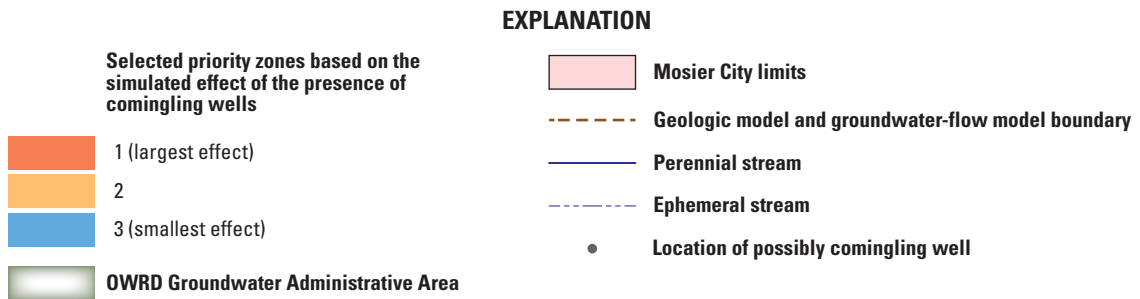 EXPLANATION
Selected priority zones based on the
simulated effect of the presence of
comingling wells
1 (largest effect)
2
3 (smallest effect)
OWRD Groundwater Administrative Area
Mosier City limits
Geologic model and groundwater-flow model boundary
Perennial stream
Ephemeral stream
Location of possibly comingling well